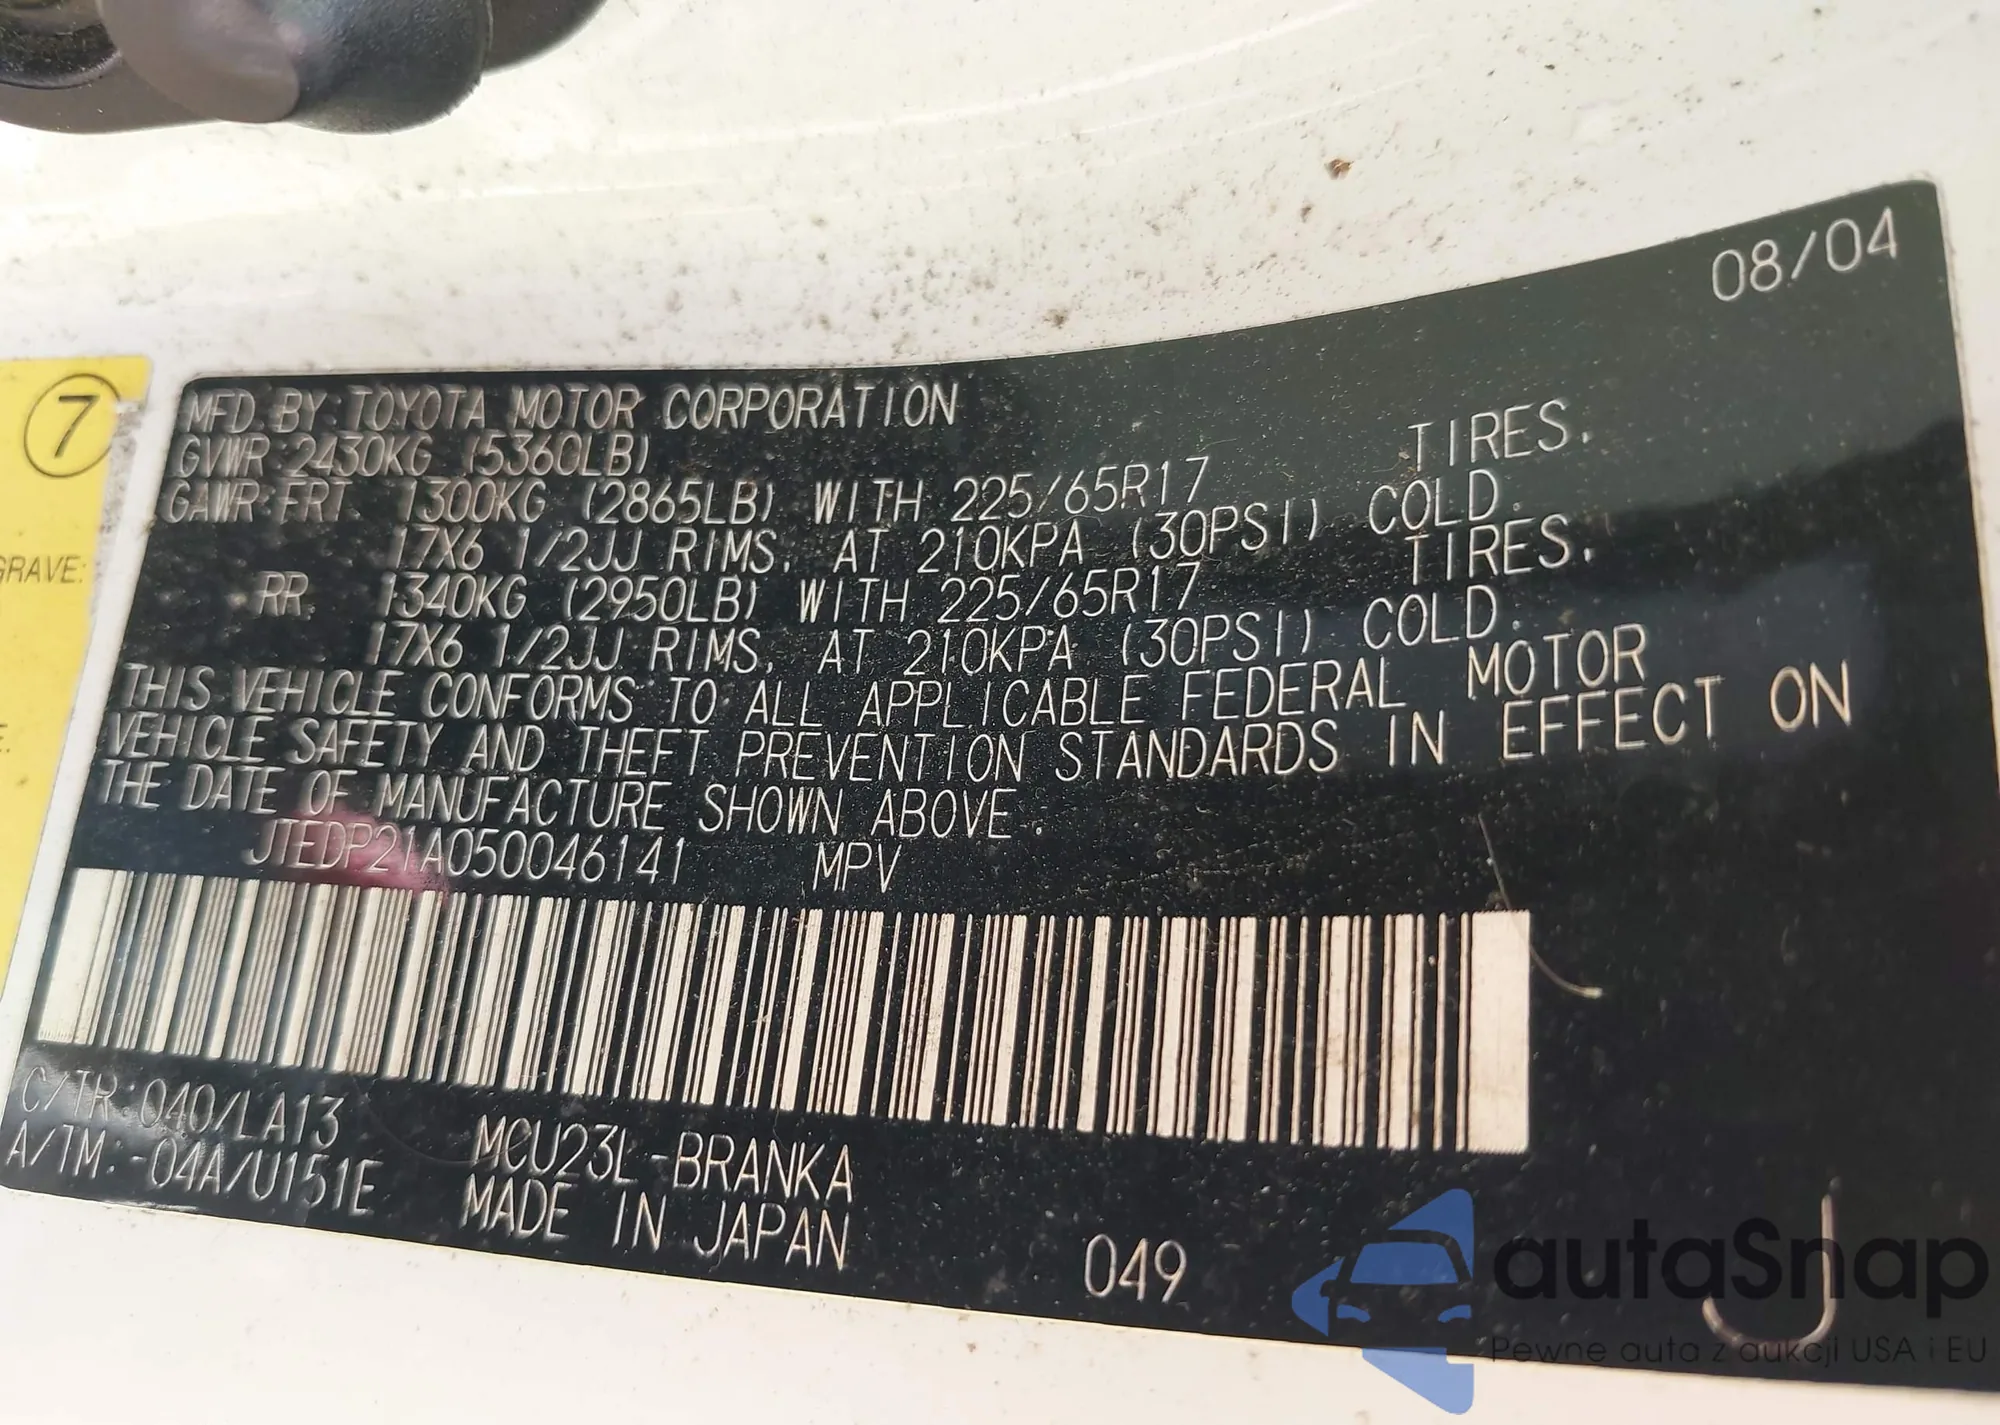 08/04
7
MFD.BY:TOYOTA MOTOR CORPORATION
GVWR 2430KG (5360LB)
GAWR FRT. 1300KG (2865LB) WITH 225/65R17 TIRES.
17X6 1/2JJ RIMS, AT 210KPA (30PSI) COLD.
RR. 1340KG (2950LB) WITH 225/65R17 TIRES.
17X6 1/2JJ RIMS, AT 210KPA (30PSI) COLD.
THIS VEHICLE CONFORMS TO ALL APPLICABLE FEDERAL MOTOR
VEHICLE SAFETY AND THEFT PREVENTION STANDARDS IN EFFECT ON
THE DATE OF MANUFACTURE SHOWN ABOVE.
JTEDP21A050046141 MPV
C/TR:040/LA13
A/TM:-04A/U151E
MCU23L-BRANKA
MADE IN JAPAN
049
J
autaSnap
Pewne auta z aukcji USA i EU